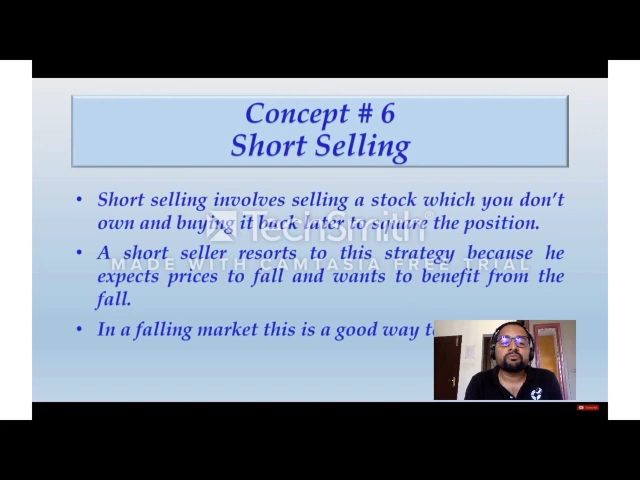 Concept # 6
Short Selling
• Short selling involves selling a stock which you don't
own and buying it back later to square the position.
TechSmith®
• A short seller resorts to this strategy because he
MADE WITH CAMTASIA FREE TRIAL
expects prices to fall and wants to benefit from the
fall.
• In a falling market this is a good way